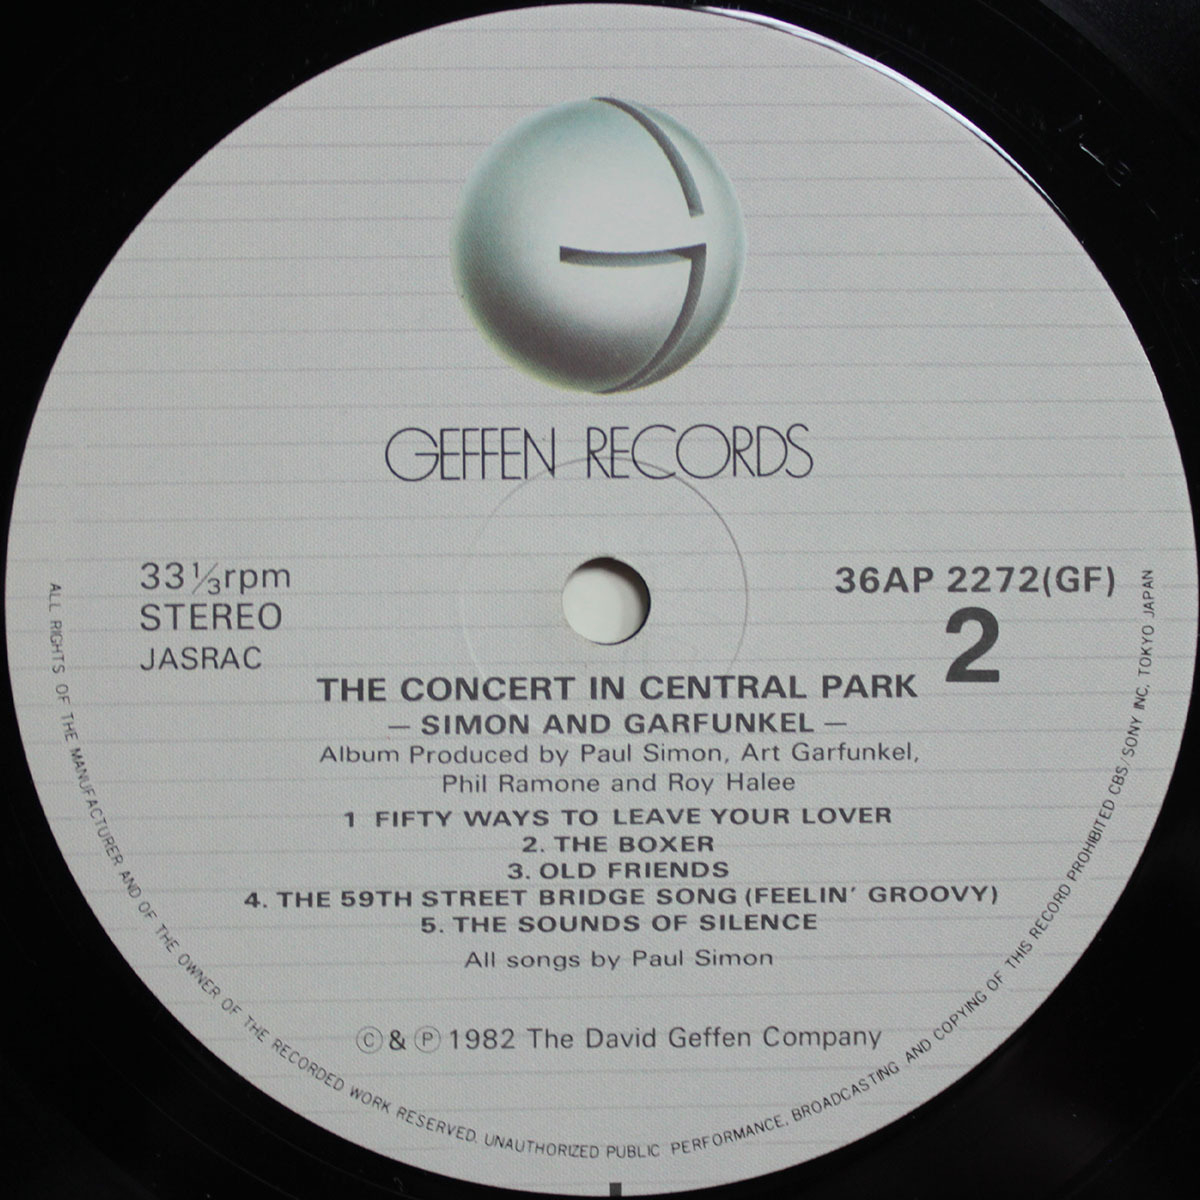 GEFFEN RECORDS
33 1/3rpm
STEREO
JASRAC
36AP 2272(GF)
2
THE CONCERT IN CENTRAL PARK
— SIMON AND GARFUNKEL —
Album Produced by Paul Simon, Art Garfunkel,
Phil Ramone and Roy Halee
1 FIFTY WAYS TO LEAVE YOUR LOVER
2. THE BOXER
3. OLD FRIENDS
4. THE 59TH STREET BRIDGE SONG (FEELIN' GROOVY)
5. THE SOUNDS OF SILENCE
All songs by Paul Simon
Ⓒ & Ⓟ 1982 The David Geffen Company
ALL RIGHTS OF THE MANUFACTURER AND OF THE OWNER OF THE RECORDED WORK RESERVED. UNAUTHORIZED PUBLIC PERFORMANCE, BROADCASTING AND COPYING OF THIS RECORD PROHIBITED CBS/SONY INC, TOKYO JAPAN